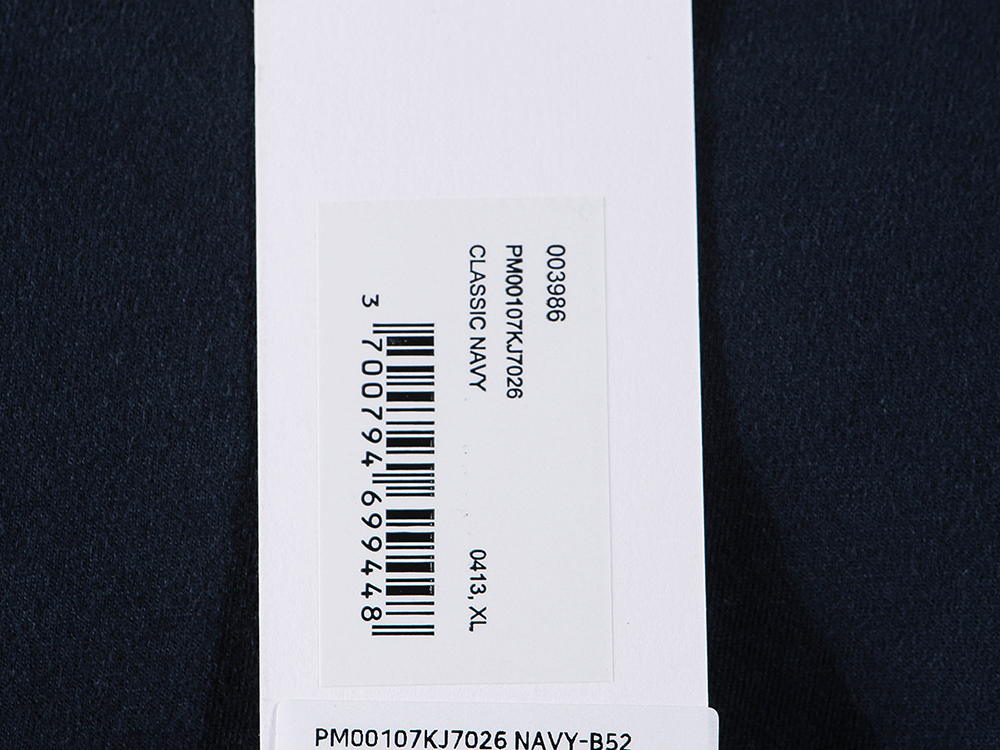 003986
PM00107KJ7026
CLASSIC NAVY 0413, XL
3 700794 699448
PM00107KJ7026 NAVY-B52